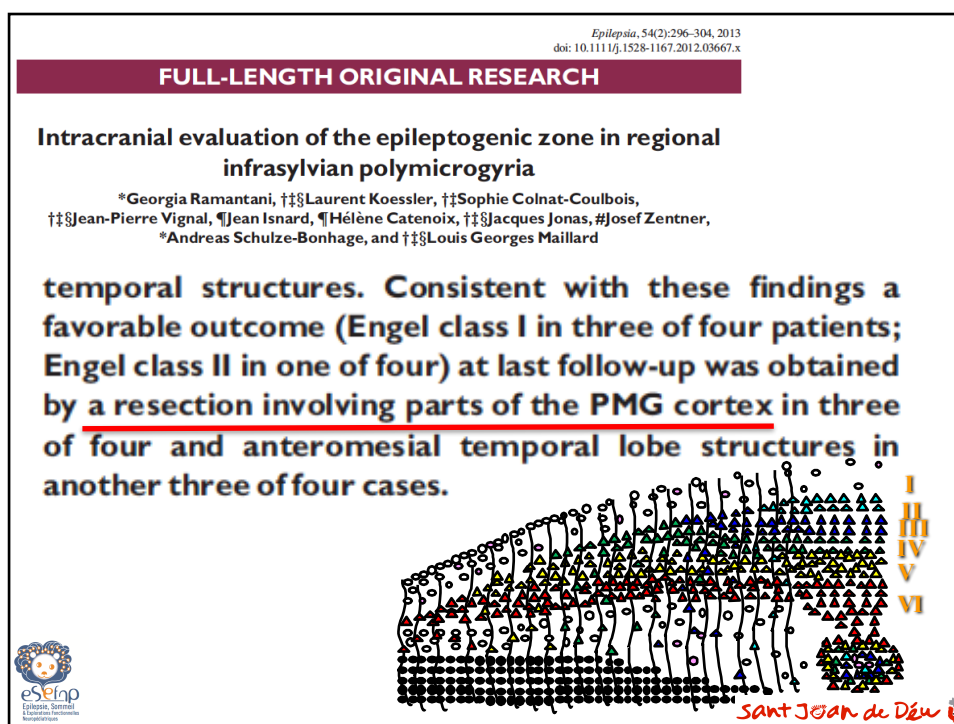 Epilepsia, 54(2):296–304, 2013
doi: 10.1111/j.1528-1167.2012.03667.x
FULL-LENGTH ORIGINAL RESEARCH
Intracranial evaluation of the epileptogenic zone in regional
infrasylvian polymicrogyria
*Georgia Ramantani, †‡§Laurent Koessler, †‡Sophie Colnat-Coulbois,
†‡§Jean-Pierre Vignal, ¶Jean Isnard, ¶Hélène Catenoix, †‡§Jacques Jonas, #Josef Zentner,
*Andreas Schulze-Bonhage, and †‡§Louis Georges Maillard
temporal structures. Consistent with these findings a
favorable outcome (Engel class I in three of four patients;
Engel class II in one of four) at last follow-up was obtained
by a resection involving parts of the PMG cortex in three
of four and anteromesial temporal lobe structures in
another three of four cases.
I
II
III
IV
V
VI
eSefnp
Epilepsie, Sommeil
& Explorations Fonctionnelles
Neuropédiatriques
Sant Joan de Déu